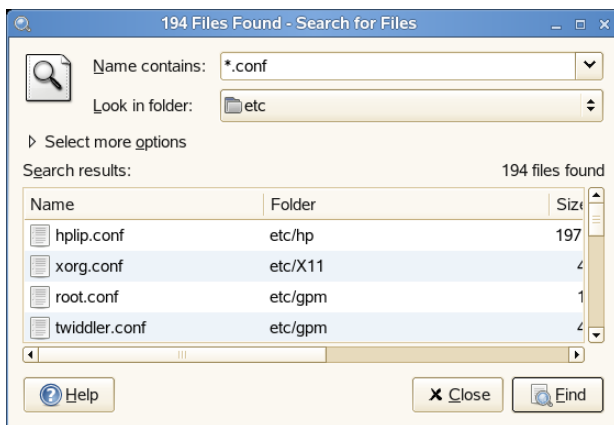 194 Files Found - Search for Files
Name contains: *.conf
Look in folder: etc
Select more options
Search results: 194 files found
Name Folder Size
hplip.conf etc/hp 197
xorg.conf etc/X11
root.conf etc/gpm 1
twiddler.conf etc/gpm
Help Close Find